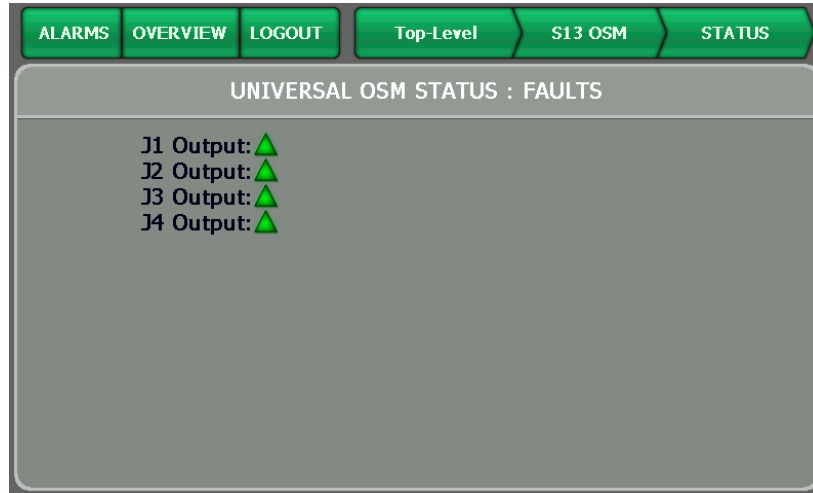 ALARMS OVERVIEW LOGOUT Top-Level S13 OSM STATUS
UNIVERSAL OSM STATUS : FAULTS
J1 Output:
J2 Output:
J3 Output:
J4 Output: